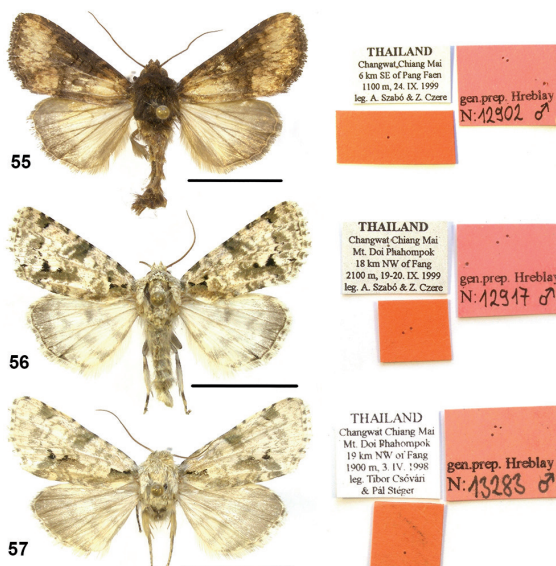 THAILAND
Changwat Chiang Mai
6 km SE of Pang Faen
1100 m, 24. IX. 1999
leg. A. Szabó & Z. Czere
gen.prep. Hreblay
N:12902 ♂
55
THAILAND
Changwat Chiang Mai
Mt. Doi Phahompok
18 km NW of Fang
2100 m, 19-20. IX. 1999
leg. A. Szabó & Z. Czere
gen.prep. Hreblay
N:12917 ♂
56
THAILAND
Changwat Chiang Mai
Mt. Doi Phahompok
19 km NW of Fang
1900 m, 3. IV. 1998
leg. Tibor Csővári
& Pál Stéger
gen.prep. Hreblay
N:13283 ♂
57